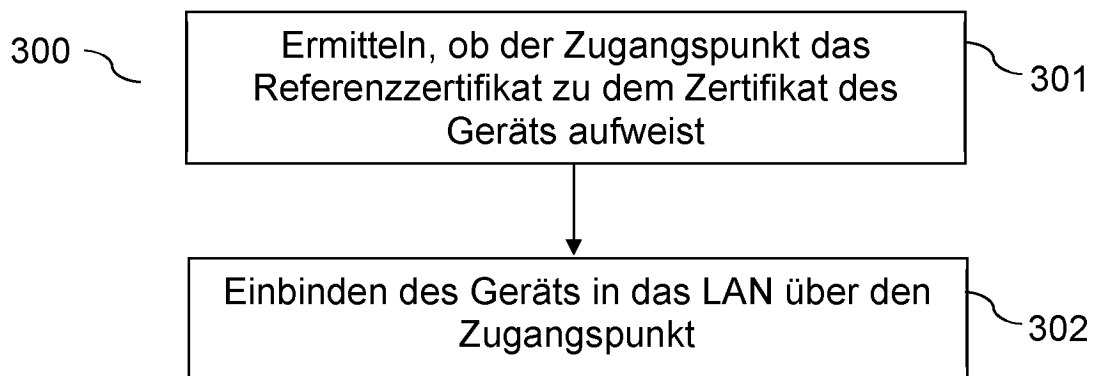 300
Ermitteln, ob der Zugangspunkt das
Referenzzertifikat zu dem Zertifikat des
Geräts aufweist
301
Einbinden des Geräts in das LAN über den
Zugangspunkt
302